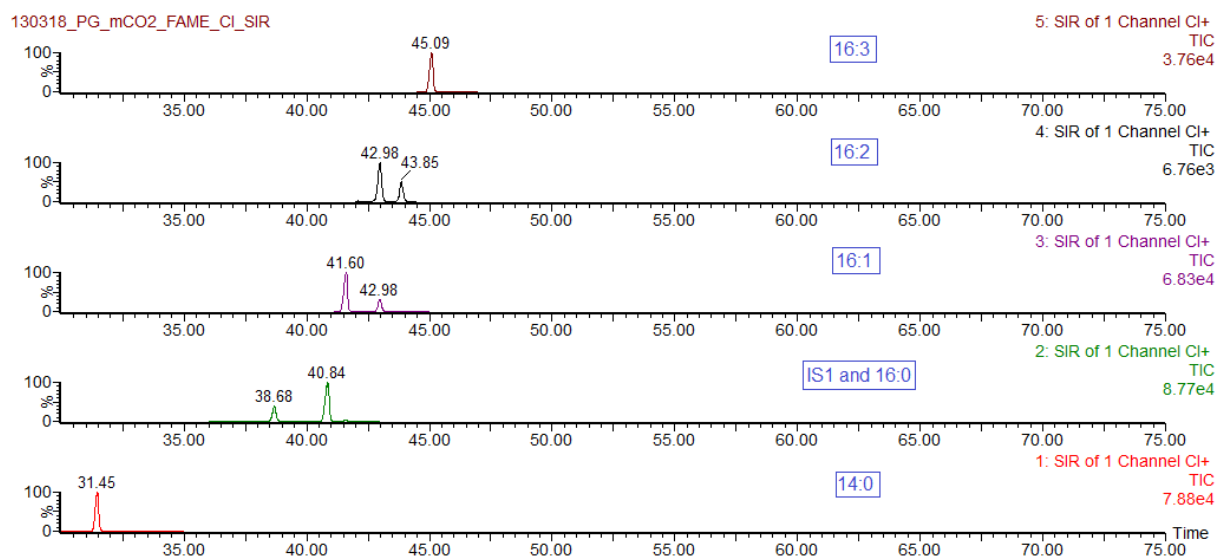 130318_PG_mCO2_FAME_CI_SIR
5: SIR of 1 Channel CI+
TIC
3.76e4
16:3
45.09
100
%
0
35.00 40.00 45.00 50.00 55.00 60.00 65.00 70.00 75.00
4: SIR of 1 Channel CI+
TIC
6.76e3
16:2
42.98 43.85
100
%
0
35.00 40.00 45.00 50.00 55.00 60.00 65.00 70.00 75.00
3: SIR of 1 Channel CI+
TIC
6.83e4
16:1
41.60
42.98
100
%
0
35.00 40.00 45.00 50.00 55.00 60.00 65.00 70.00 75.00
2: SIR of 1 Channel CI+
TIC
8.77e4
IS1 and 16:0
38.68 40.84
100
%
0
35.00 40.00 45.00 50.00 55.00 60.00 65.00 70.00 75.00
1: SIR of 1 Channel CI+
TIC
7.88e4
14:0
31.45
100
%
0
Time
35.00 40.00 45.00 50.00 55.00 60.00 65.00 70.00 75.00